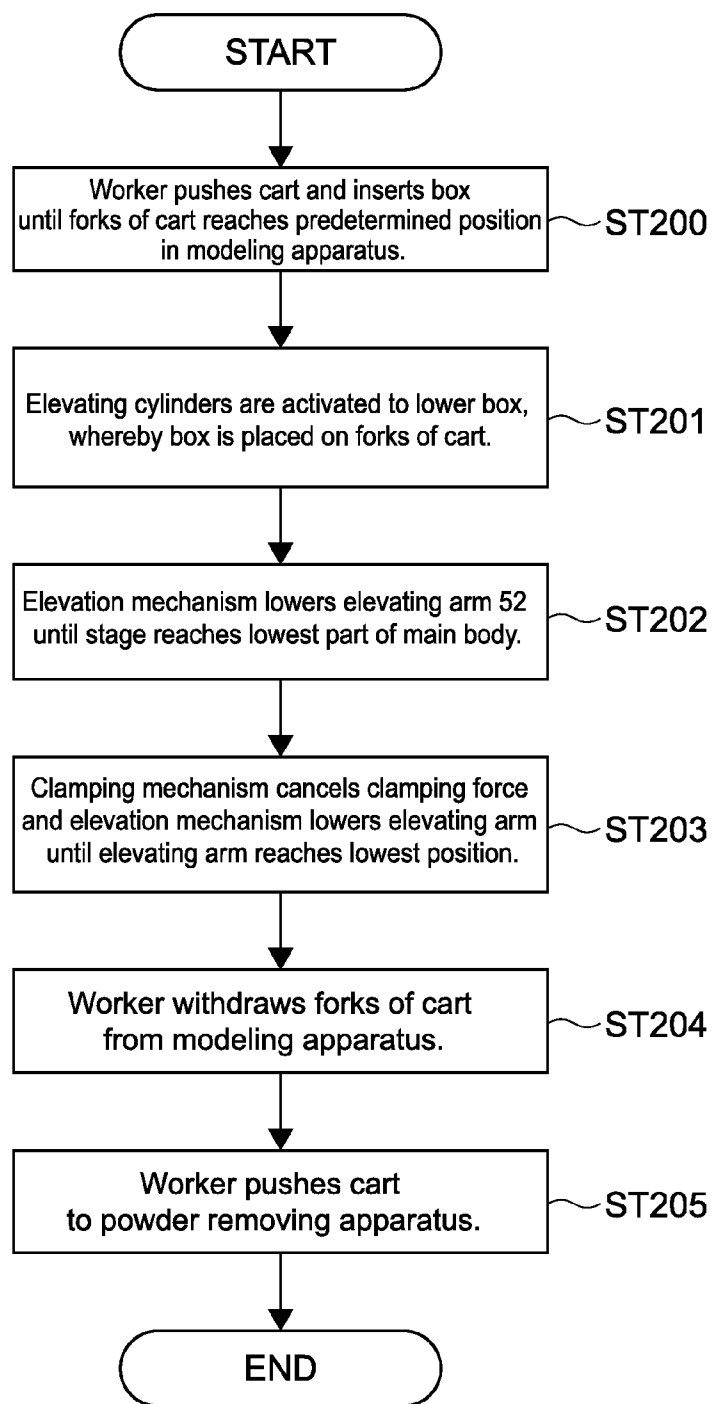 START
Worker pushes cart and inserts box
until forks of cart reaches predetermined position
in modeling apparatus.
ST200
Elevating cylinders are activated to lower box,
whereby box is placed on forks of cart.
ST201
Elevation mechanism lowers elevating arm 52
until stage reaches lowest part of main body.
ST202
Clamping mechanism cancels clamping force
and elevation mechanism lowers elevating arm
until elevating arm reaches lowest position.
ST203
Worker withdraws forks of cart
from modeling apparatus.
ST204
Worker pushes cart
to powder removing apparatus.
ST205
END